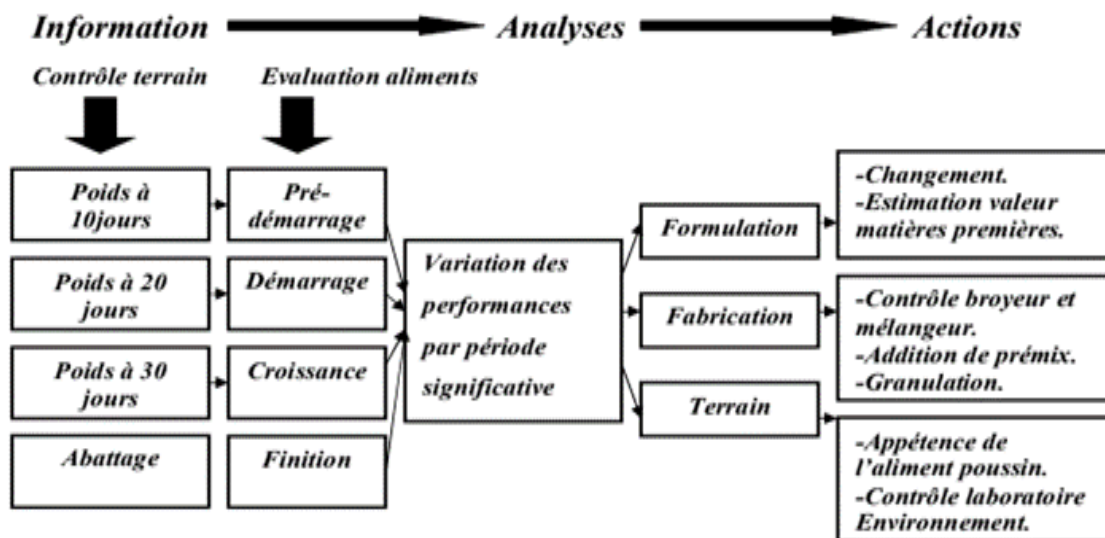 Information
Analyses
Actions
Contrôle terrain
Evaluation aliments
Poids à
10jours
Pré-
démarrage
Poids à 20
jours
Démarrage
Poids à 30
jours
Croissance
Abattage
Finition
Variation des
performances
par période
significative
Formulation
Fabrication
Terrain
-Changement.
-Estimation valeur
matières premières.
-Contrôle broyeur et
mélangeur.
-Addition de prémix.
-Granulation.
-Appétence de
l'aliment poussin.
-Contrôle laboratoire
Environnement.